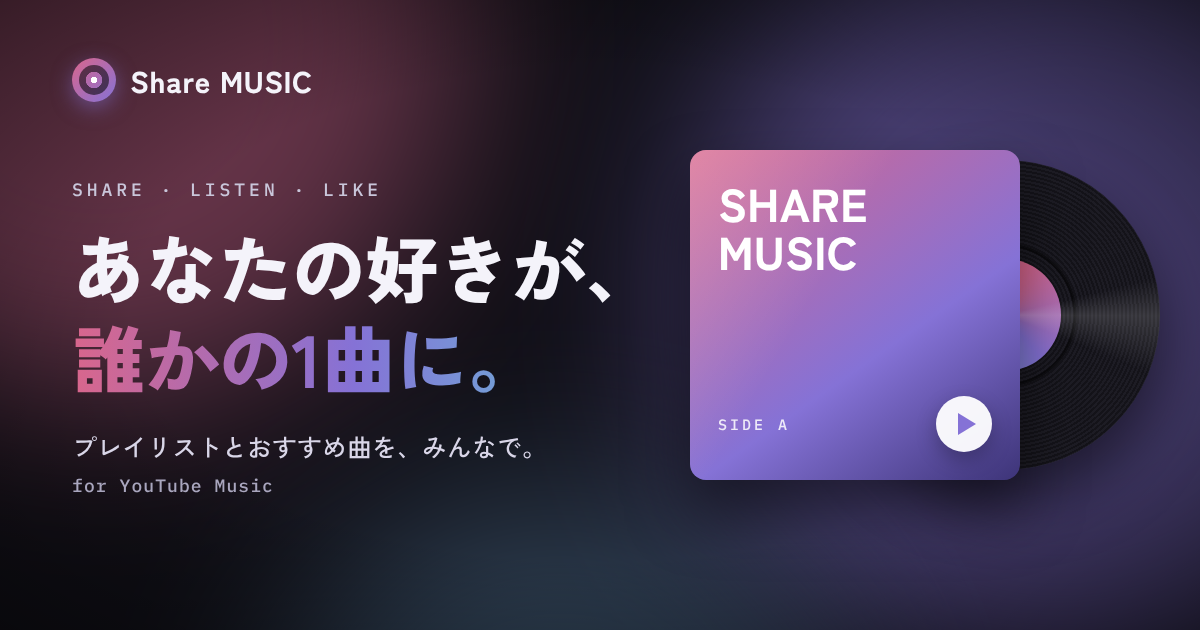 Share MUSIC
SHARE · LISTEN · LIKE
あなたの好きが、
誰かの1曲に。
プレイリストとおすすめ曲を、みんなで。
for YouTube Music
SHARE
MUSIC
SIDE A